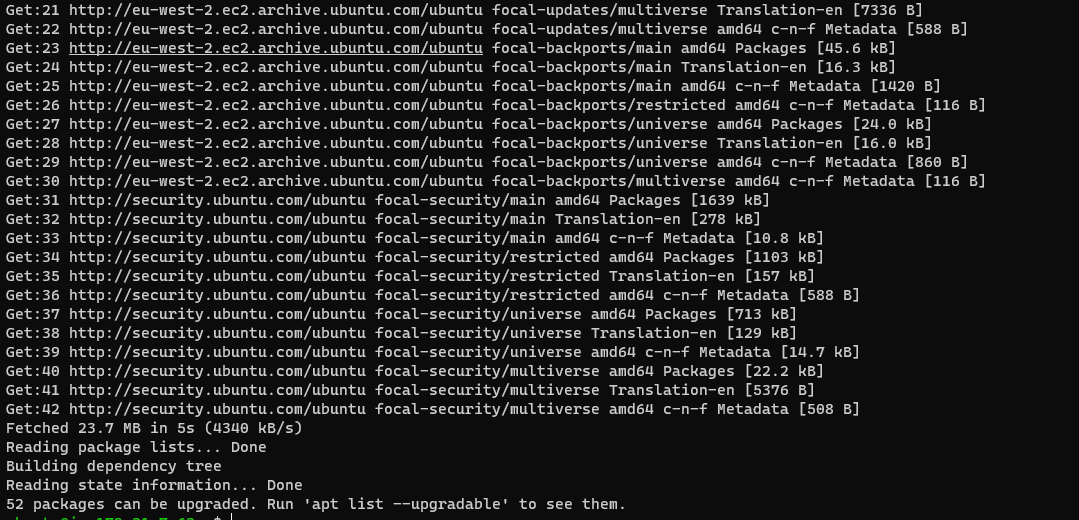 Get:21 http://eu-west-2.ec2.archive.ubuntu.com/ubuntu focal-updates/multiverse Translation-en [7336 B]
Get:22 http://eu-west-2.ec2.archive.ubuntu.com/ubuntu focal-updates/multiverse amd64 c-n-f Metadata [588 B]
Get:23 http://eu-west-2.ec2.archive.ubuntu.com/ubuntu focal-backports/main amd64 Packages [45.6 kB]
Get:24 http://eu-west-2.ec2.archive.ubuntu.com/ubuntu focal-backports/main Translation-en [16.3 kB]
Get:25 http://eu-west-2.ec2.archive.ubuntu.com/ubuntu focal-backports/main amd64 c-n-f Metadata [1420 B]
Get:26 http://eu-west-2.ec2.archive.ubuntu.com/ubuntu focal-backports/restricted amd64 c-n-f Metadata [116 B]
Get:27 http://eu-west-2.ec2.archive.ubuntu.com/ubuntu focal-backports/universe amd64 Packages [24.0 kB]
Get:28 http://eu-west-2.ec2.archive.ubuntu.com/ubuntu focal-backports/universe Translation-en [16.0 kB]
Get:29 http://eu-west-2.ec2.archive.ubuntu.com/ubuntu focal-backports/universe amd64 c-n-f Metadata [860 B]
Get:30 http://eu-west-2.ec2.archive.ubuntu.com/ubuntu focal-backports/multiverse amd64 c-n-f Metadata [116 B]
Get:31 http://security.ubuntu.com/ubuntu focal-security/main amd64 Packages [1639 kB]
Get:32 http://security.ubuntu.com/ubuntu focal-security/main Translation-en [278 kB]
Get:33 http://security.ubuntu.com/ubuntu focal-security/main amd64 c-n-f Metadata [10.8 kB]
Get:34 http://security.ubuntu.com/ubuntu focal-security/restricted amd64 Packages [1103 kB]
Get:35 http://security.ubuntu.com/ubuntu focal-security/restricted Translation-en [157 kB]
Get:36 http://security.ubuntu.com/ubuntu focal-security/restricted amd64 c-n-f Metadata [588 B]
Get:37 http://security.ubuntu.com/ubuntu focal-security/universe amd64 Packages [713 kB]
Get:38 http://security.ubuntu.com/ubuntu focal-security/universe Translation-en [129 kB]
Get:39 http://security.ubuntu.com/ubuntu focal-security/universe amd64 c-n-f Metadata [14.7 kB]
Get:40 http://security.ubuntu.com/ubuntu focal-security/multiverse amd64 Packages [22.2 kB]
Get:41 http://security.ubuntu.com/ubuntu focal-security/multiverse Translation-en [5376 B]
Get:42 http://security.ubuntu.com/ubuntu focal-security/multiverse amd64 c-n-f Metadata [508 B]
Fetched 23.7 MB in 5s (4340 kB/s)
Reading package lists... Done
Building dependency tree
Reading state information... Done
52 packages can be upgraded. Run 'apt list --upgradable' to see them.